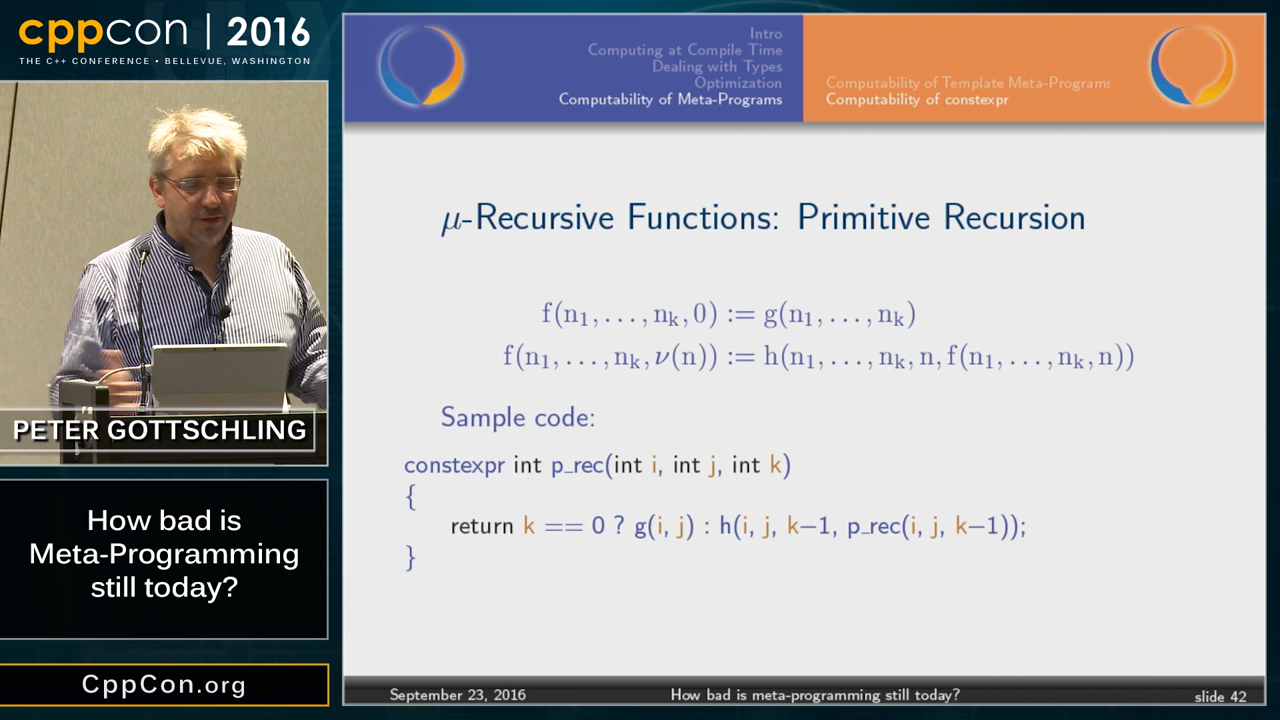 cppcon | 2016
THE C++ CONFERENCE • BELLEVUE, WASHINGTON
PETER GOTTSCHLING
How bad is
Meta-Programming
still today?
CppCon.org
Intro
Computing at Compile Time
Dealing with Types
Optimization
Computability of Meta-Programs
Computability of Template Meta-Programs
Computability of constexpr
μ-Recursive Functions: Primitive Recursion
f(n₁, . . . , nₖ, 0) := g(n₁, . . . , nₖ)
f(n₁, . . . , nₖ, ν(n)) := h(n₁, . . . , nₖ, n, f(n₁, . . . , nₖ, n))
Sample code:
constexpr int p_rec(int i, int j, int k)
{
return k == 0 ? g(i, j) : h(i, j, k−1, p_rec(i, j, k−1));
}
September 23, 2016 How bad is meta-programming still today? slide 42